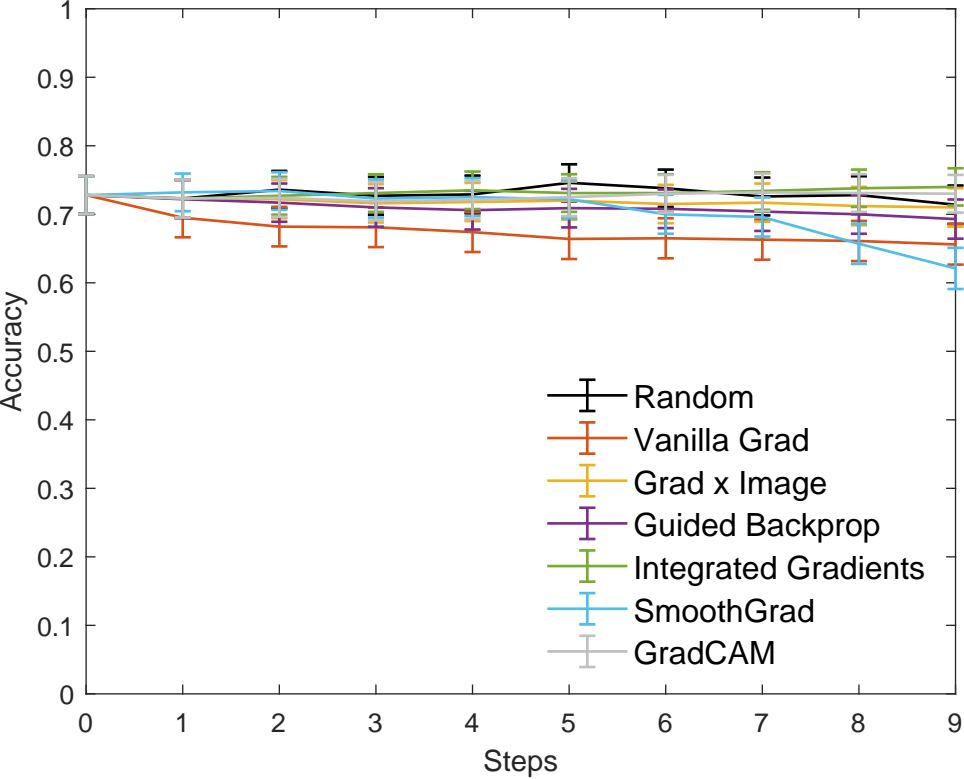 1
0.9
0.8
0.7
0.6
0.5
0.4
0.3
0.2
0.1
0
Accuracy
Random
Vanilla Grad
Grad x Image
Guided Backprop
Integrated Gradients
SmoothGrad
GradCAM
0 1 2 3 4 5 6 7 8 9
Steps